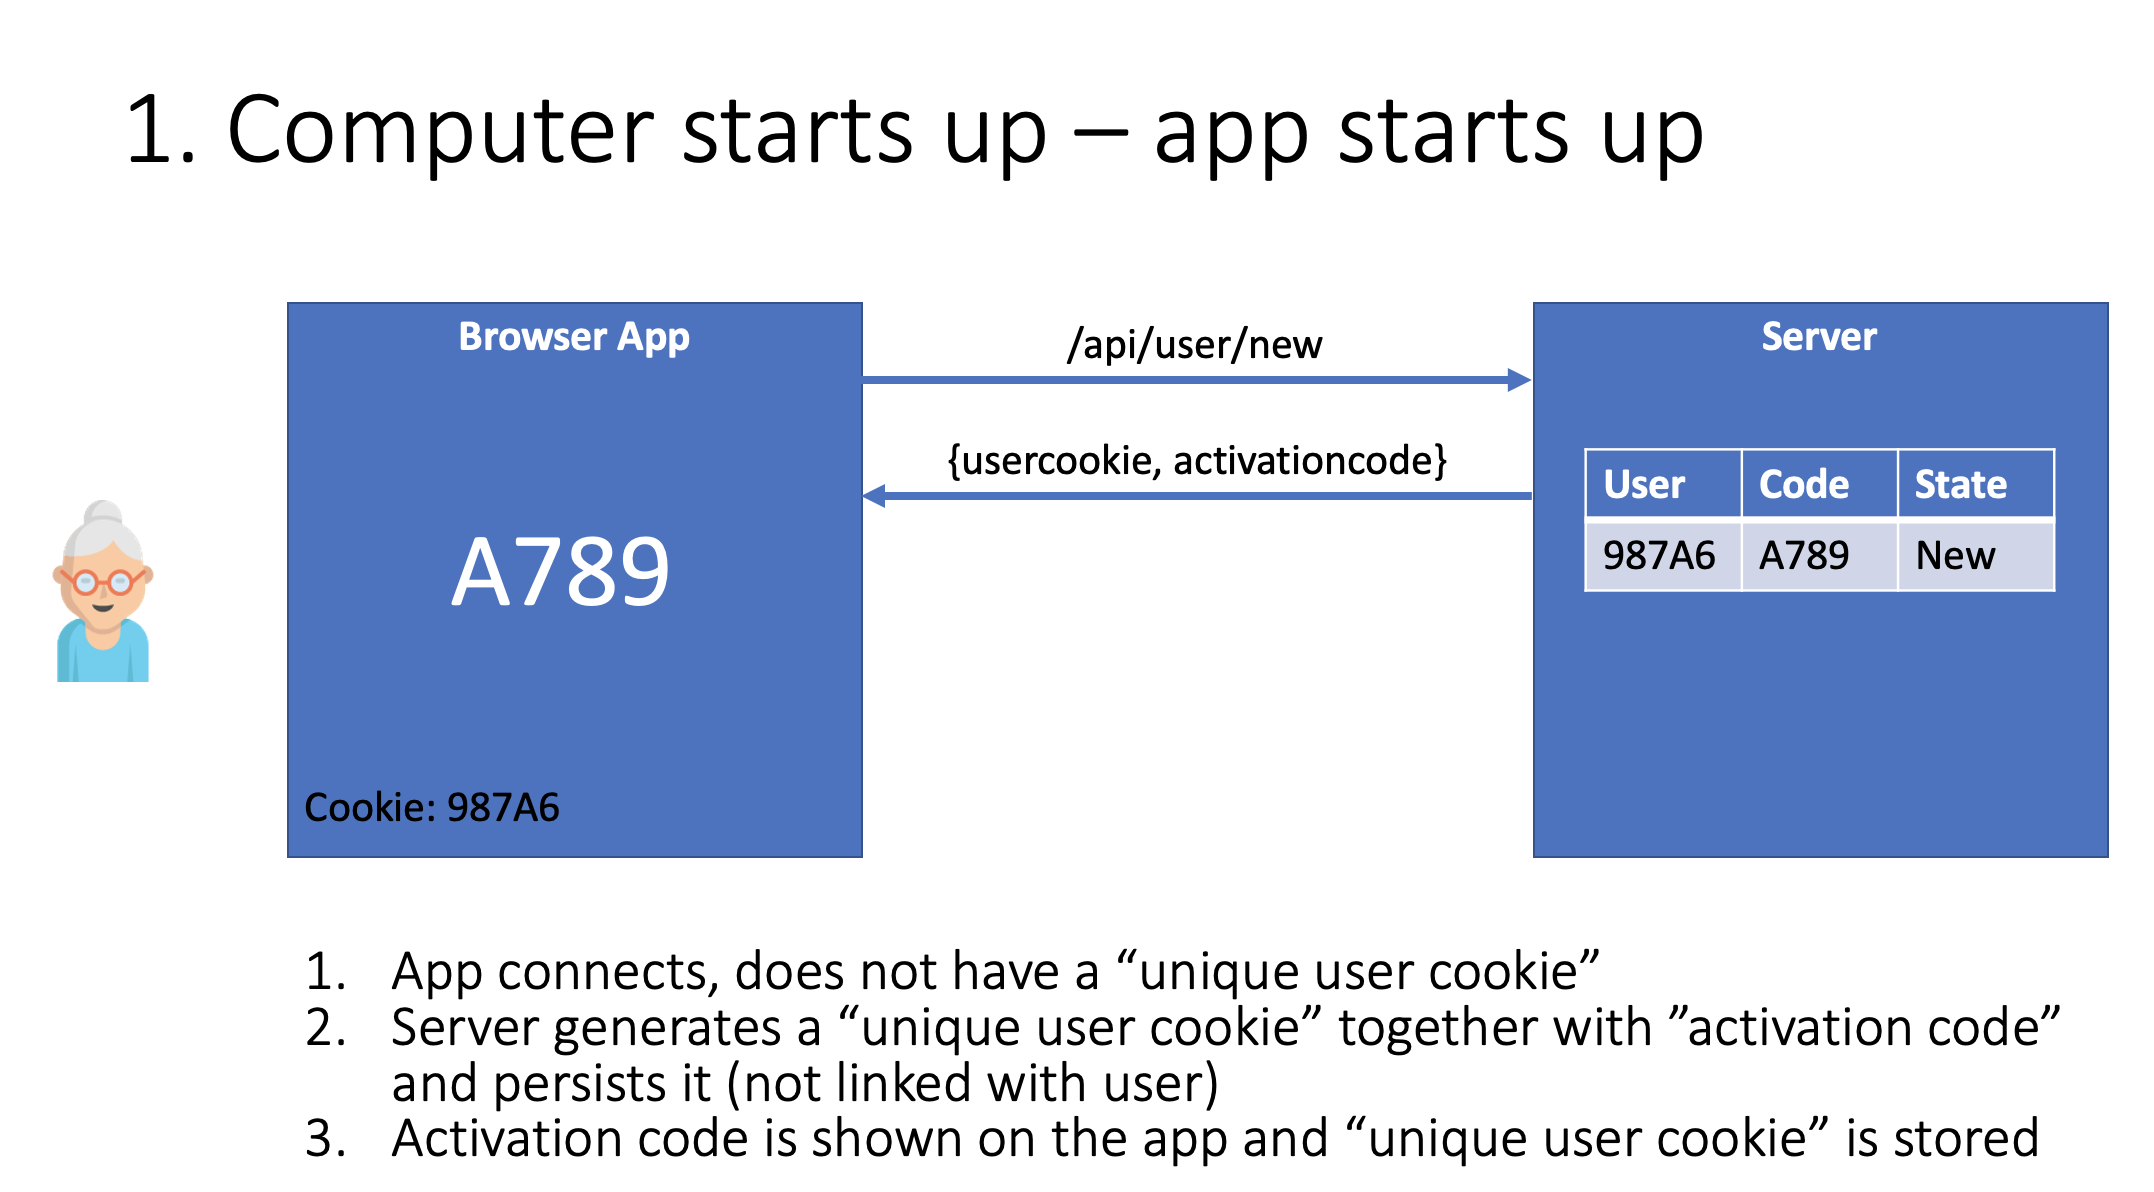 1. Computer starts up – app starts up
Browser App
/api/user/new
Server
{usercookie, activationcode}
User Code State
987A6 A789 New
A789
Cookie: 987A6
1. App connects, does not have a “unique user cookie”
2. Server generates a “unique user cookie” together with ”activation code”
and persists it (not linked with user)
3. Activation code is shown on the app and “unique user cookie” is stored